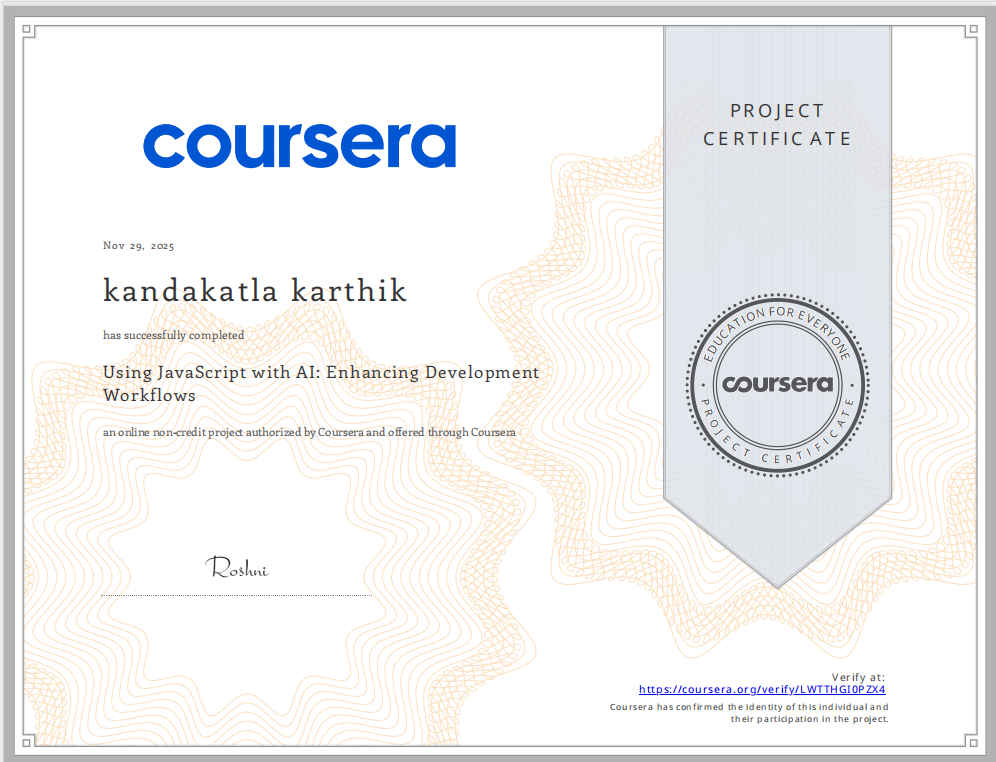 coursera
PROJECT
CERTIFICATE
Nov 29, 2025
kandakatla karthik
has successfully completed
Using JavaScript with AI: Enhancing Development
Workflows
an online non-credit project authorized by Coursera and offered through Coursera
EDUCATION FOR EVERYONE
coursera
PROJECT CERTIFICATE
Roshni
Verify at:
https://coursera.org/verify/LWTTHGI0PZX4
Coursera has confirmed the identity of this individual and
their participation in the project.